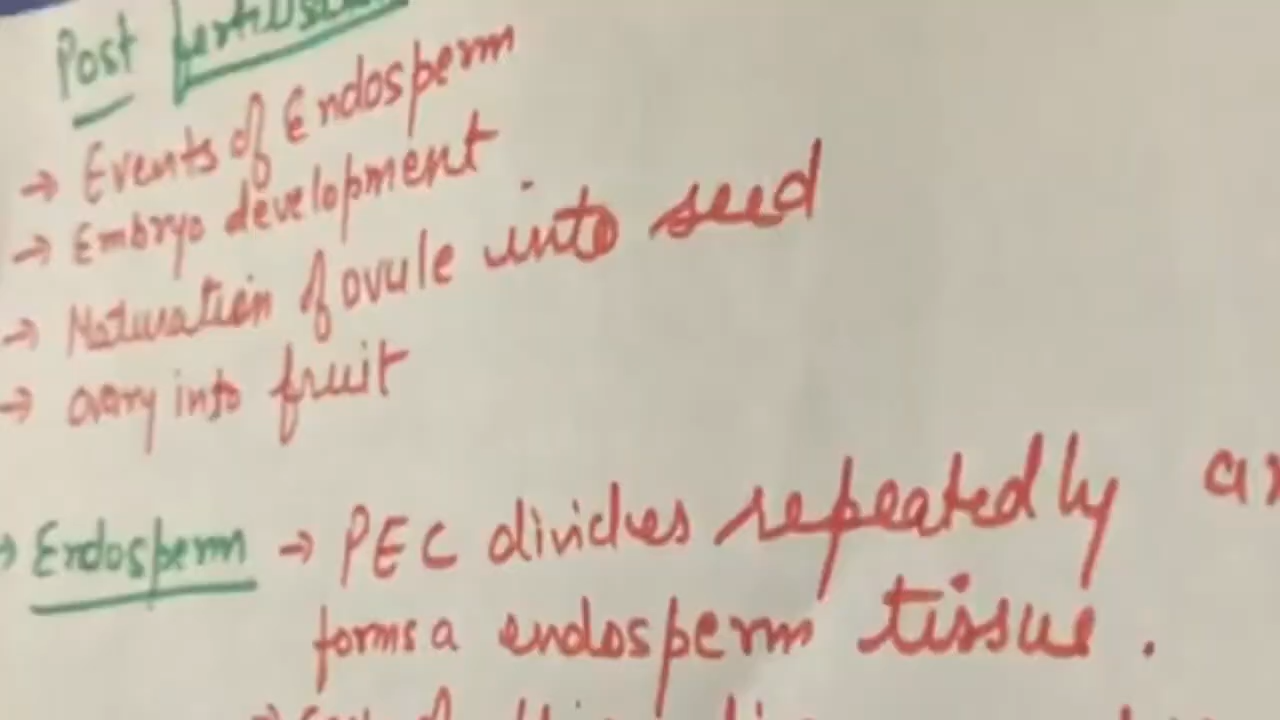 Post
→ Events of Endosperm
→ Embryo development
→ Maturation of ovule into seed
→ ovary into fruit
→ Endosperm → PEC divides repeatedly
forms a endosperm tissue.